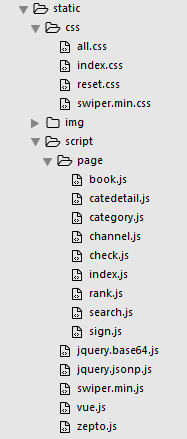 static
css
all.css
index.css
reset.css
swiper.min.css
img
script
page
book.js
catedetail.js
category.js
channel.js
check.js
index.js
rank.js
search.js
sign.js
jquery.base64.js
jquery.jsonp.js
swiper.min.js
vue.js
zepto.js